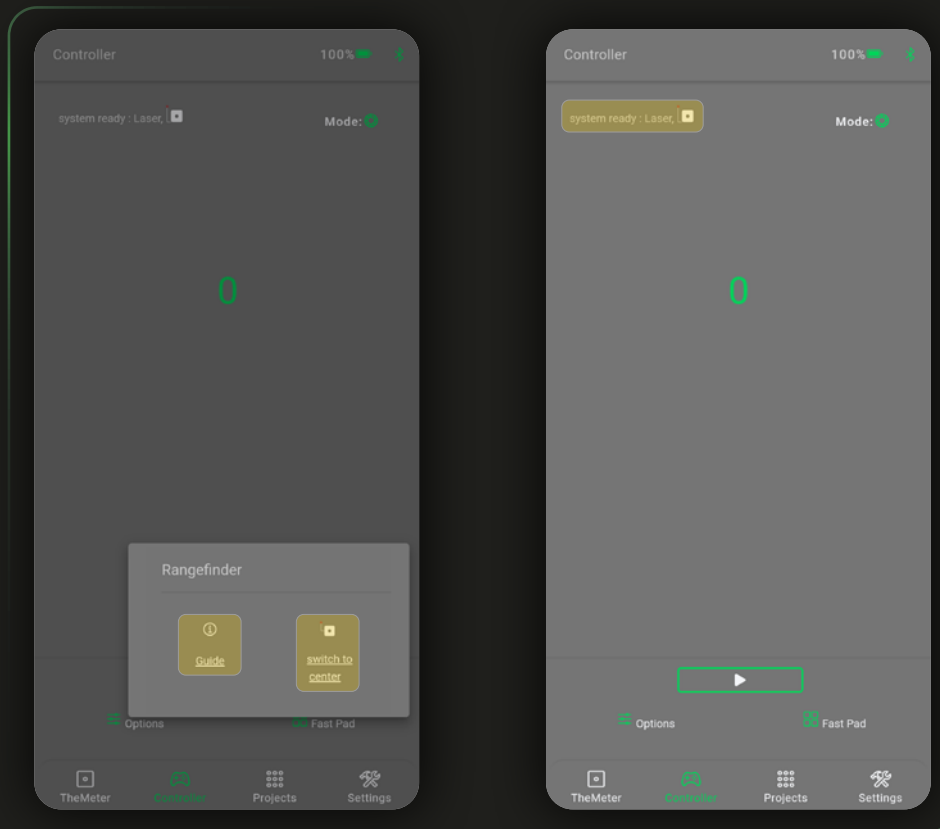 Controller
100%
system ready : Laser,
Mode:
0
Rangefinder
Guide
switch to
center
Options
Fast Pad
TheMeter
Controller
Projects
Settings
Controller
100%
system ready : Laser,
Mode:
0
Options
Fast Pad
TheMeter
Controller
Projects
Settings